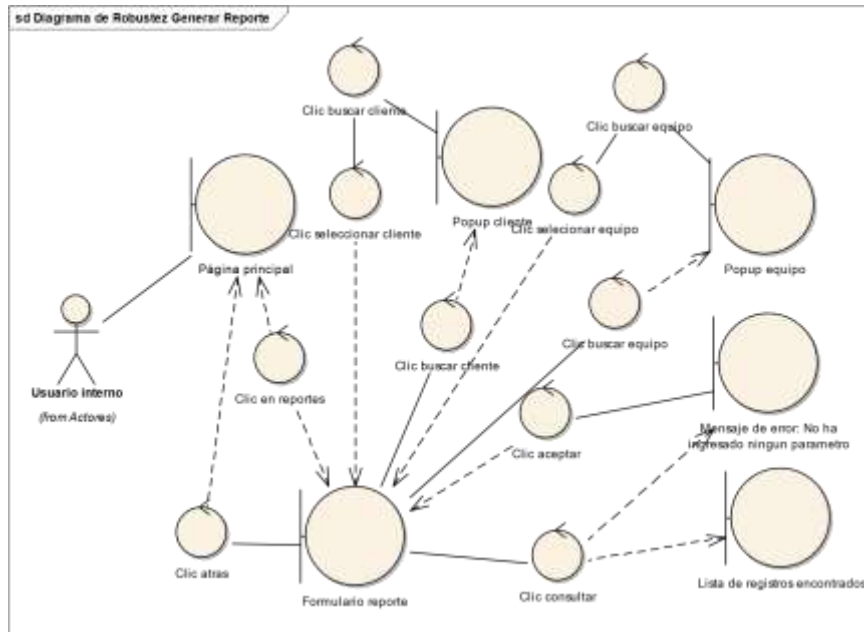 sd Diagrama de Robustez Generar Reporte
Clic buscar cliente
Clic buscar equipo
Clic seleccionar cliente
Popup cliente
Clic selecionar equipo
Página principal
Popup equipo
Clic buscar equipo
Clic buscar cliente
Usuario interno
(from Actores)
Clic en reportes
Mensaje de error: No ha
ingresado ningun parametro
Clic aceptar
Clic atras
Formulario reporte
Clic consultar
Lista de registros encontrados